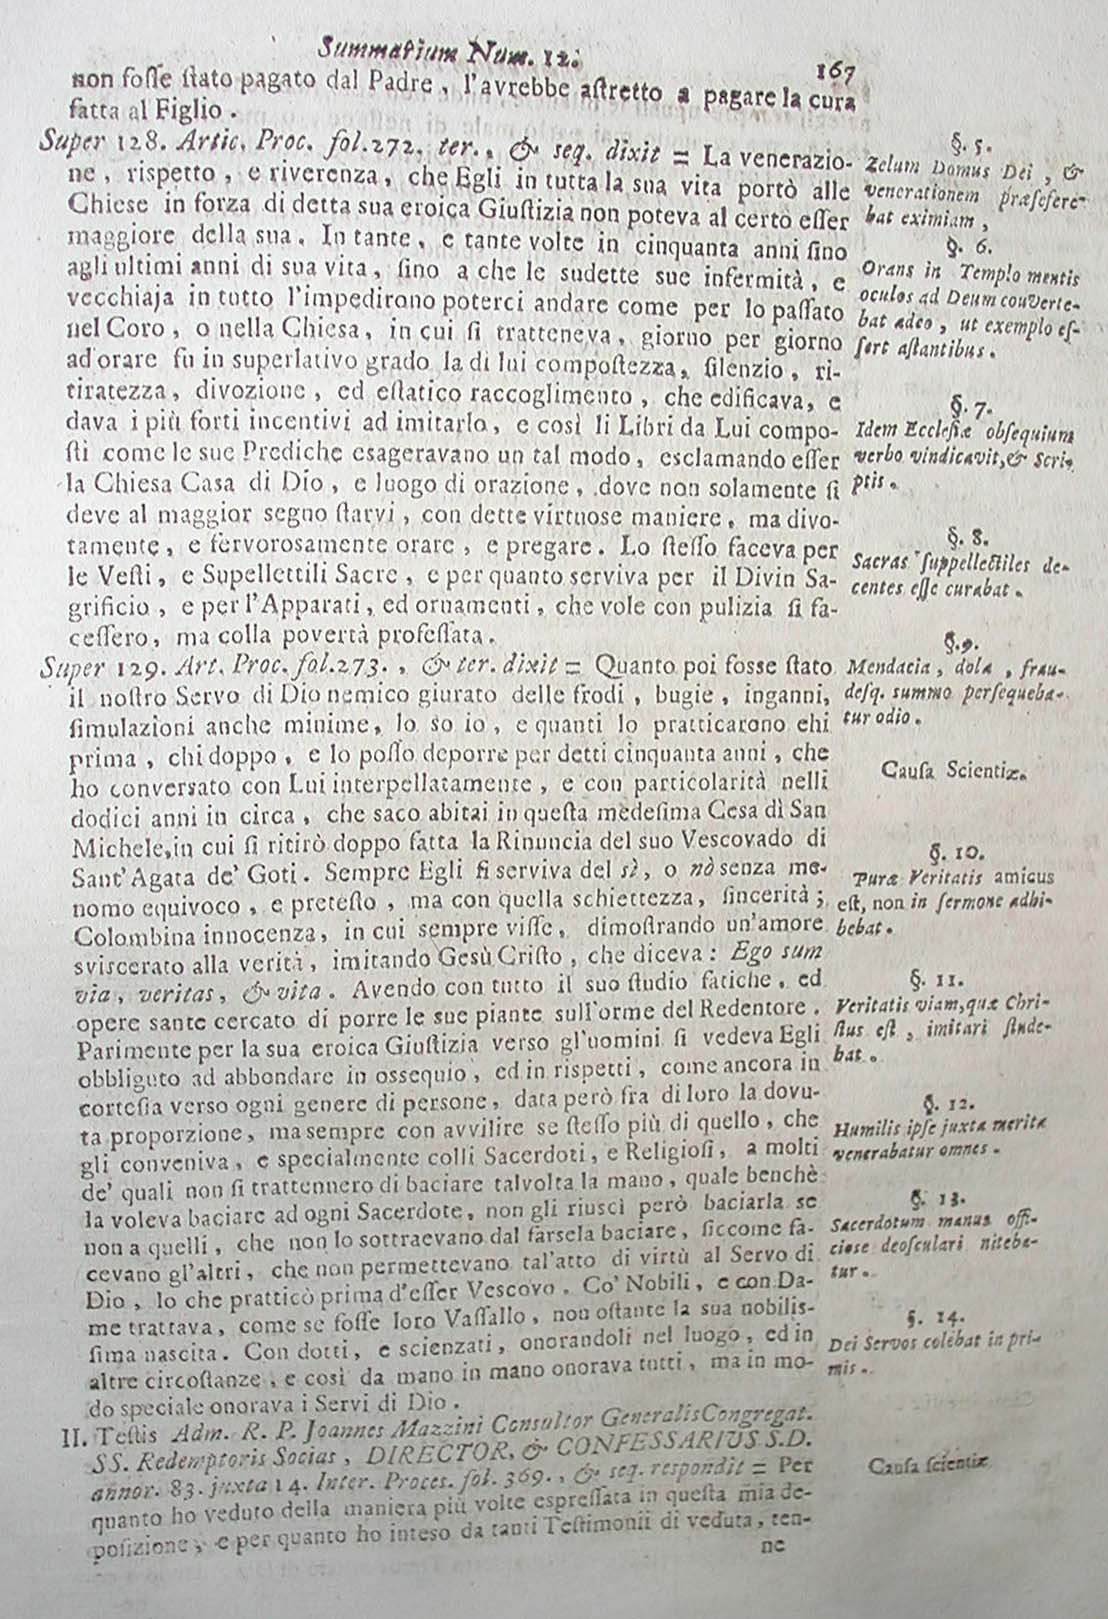 Summarium Num. 12.
167
non foſſe ſtato pagato dal Padre, l'avrebbe aſtretto a pagare la cura
fatta al Figlio.
Super 128. Artic. Proc. fol. 272. ter., & seq. dixit = La venerazio-
ne, rispetto, e riverenza, che Egli in tutta la sua vita portò alle
Chiese in forza di detta sua eroica Giuſtizia non poteva al certo eſſer
maggiore della sua. In tante, e tante volte in cinquanta anni ſino
agli ultimi anni di sua vita, ſino a che le sudette sue infermità, e
vecchiaja in tutto l'impedirono poterci andare come per lo paſſato
nel Coro, o nella Chiesa, in cui ſi tratteneva, giorno per giorno
ad orare fu in superlativo grado la di lui compoſtezza, ſilenzio, ri-
tiratezza, divozione, ed eſtatico raccoglimento, che edificava, e
dava i più forti incentivi ad imitarlo, e così li Libri da Lui compo-
ſti come le sue Prediche esageravano un tal modo, esclamando eſſer
la Chiesa Casa di Dio, e luogo di orazione, dove non solamente ſi
deve al maggior segno ſtarvi, con dette virtuose maniere, ma divo-
tamente, e fervorosamente orare, e pregare. Lo ſteſſo faceva per
le Veſti, e Supellettili Sacre, e per quanto serviva per il Divin Sa-
grificio, e per l'Apparati, ed ornamenti, che vole con pulizia ſi fa-
ceſſero, ma colla povertà profeſſata.
Super 129. Art. Proc. fol. 273., & ter. dixit = Quanto poi fosse ſtato
il noſtro Servo di Dio nemico giurato delle frodi, bugie, inganni,
ſimulazioni anche minime, lo so io, e quanti lo pratticarono chi
prima, chi doppo, e lo poſſo deporre per detti cinquanta anni, che
ho conversato con Lui interpellatamente, e con particolarità nelli
dodici anni in circa, che saco abitai in queſta medeſima Cesa dì San
Michele, in cui ſi ritirò doppo fatta la Rinuncia del suo Vescovado di
Sant' Agata de' Goti. Sempre Egli ſi serviva del sì, o nò senza me-
nomo equivoco, e preteſto, ma con quella schiettezza, ſincerità;
Colombina innocenza, in cui sempre viſſe, dimoſtrando un'amore
sviscerato alla verità, imitando Gesù Criſto, che diceva: Ego sum
via, veritas, & vita. Avendo con tutto il suo ſtudio fatiche, ed
opere sante cercato di porre le sue piante sull'orme del Redentore.
Parimente per la sua eroica Giuſtizia verso gl'uomini ſi vedeva Egli
obbliguto ad abbondare in ossequio, ed in rispetti, come ancora in
corteſia verso ogni genere di persone, data però fra di loro la dovu-
ta proporzione, ma sempre con avvilire se ſteſſo più di quello, che
gli conveniva, e specialmente colli Sacerdoti, e Religioſi, a molti
de' quali non ſi trattennero di baciare talvolta la mano, quale benchè
la voleva baciare ad ogni Sacerdote, non gli riuscì però baciarla se
non a quelli, che non lo sottraevano dal farsela baciare, ſiccome fa-
cevano gl'altri, che non permettevano tal'atto di virtù al Servo di
Dio, lo che pratticò prima d'eſſer Vescovo. Co' Nobili, e con Da-
me trattava, come se foſſe loro Vaſſallo, non oſtante la sua nobilis-
ſima nascita. Con dotti, e scienzati, onorandoli nel luogo, ed in
altre circoſtanze, e così da mano in mano onorava tutti, ma in mo-
do speciale onorava i Servi di Dio.
II. Teſtis Adm. R. P. Joannes Mazzini Consultor Generalis Congregat.
SS. Redemptoris Socias, DIRECTOR, & CONFESSARIUS S.D.
annor. 83. juxta 14. Inter. Proces. fol. 369., & seq. respondit = Per
quanto ho veduto della maniera più volte espreſſata in queſta mia de-
poſizione, e per quanto ho inteso da tanti Teſtimonii di veduta, ten-
ne
§. 5.
Zelum Domus Dei, &
venerationem præſefere-
bat eximiam,
§. 6.
Orans in Templo mentis
oculos ad Deum couverte-
bat adeo, ut exemplo eſ-
ſert aſtantibus.
§. 7.
Idem Eccleſiæ obſequium
verbo vindicavit, & Scri-
ptis.
§. 8.
Sacras ſuppellectiles de-
centes eſſe curabat.
§. 9.
Mendacia, dola, frau-
deſq. summo perſequeba-
tur odio.
Cauſa Scientiæ.
§. 10.
Puræ Veritatis amicus
eſt, non in ſermone adhi-
bebat.
§. 11.
Veritatis viam, quæ Chri-
ſtus eſt, imitari ſtude-
bat.
§. 12.
Humilis ipſe juxta merita
venerabatur omnes.
§. 13.
Sacerdotum manus offi-
ciose deoſculari niteba-
tur.
§. 14.
Dei Servos colebat in pri-
mis.
Cauſa ſcientiæ